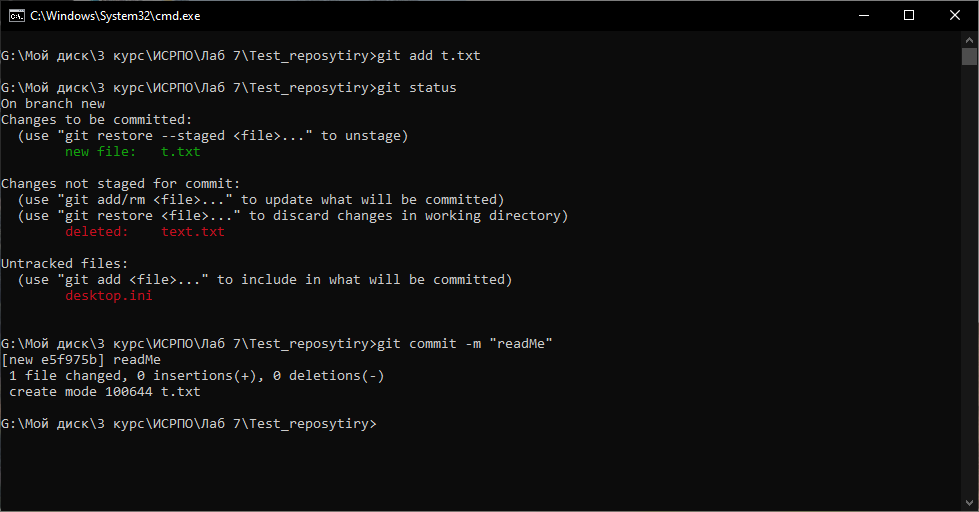 C:\Windows\System32\cmd.exe
G:\Мой диск\3 курс\ИСРПО\Лаб 7\Test_reposytiry>git add t.txt
G:\Мой диск\3 курс\ИСРПО\Лаб 7\Test_reposytiry>git status
On branch new
Changes to be committed:
  (use "git restore --staged <file>..." to unstage)
        new file:   t.txt
Changes not staged for commit:
  (use "git add/rm <file>..." to update what will be committed)
  (use "git restore <file>..." to discard changes in working directory)
        deleted:    text.txt
Untracked files:
  (use "git add <file>..." to include in what will be committed)
        desktop.ini
G:\Мой диск\3 курс\ИСРПО\Лаб 7\Test_reposytiry>git commit -m "readMe"
[new e5f975b] readMe
 1 file changed, 0 insertions(+), 0 deletions(-)
 create mode 100644 t.txt
G:\Мой диск\3 курс\ИСРПО\Лаб 7\Test_reposytiry>